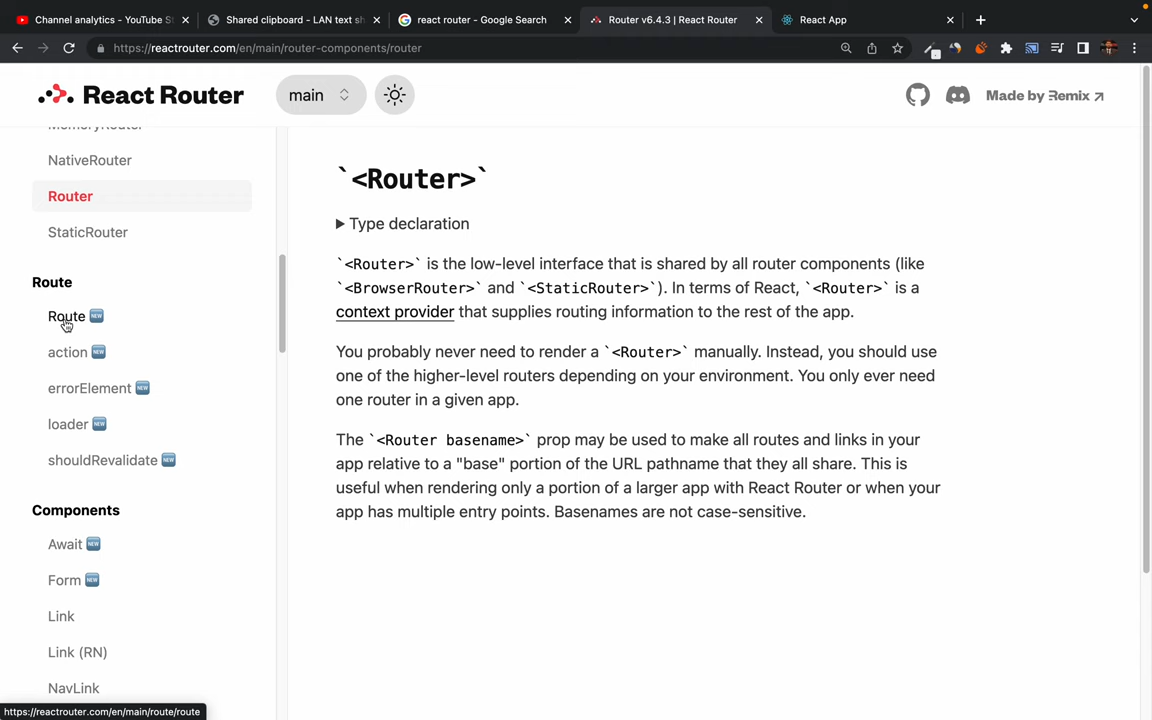 Channel analytics - YouTube St
Shared clipboard - LAN text sh
react router - Google Search
Router v6.4.3 | React Router
React App
https://reactrouter.com/en/main/router-components/router
React Router
main
Made by Remix ↗
MemoryRouter
NativeRouter
Router
StaticRouter
Route
Route NEW
action NEW
errorElement NEW
loader NEW
shouldRevalidate NEW
Components
Await NEW
Form NEW
Link
Link (RN)
NavLink
`<Router>`
▶ Type declaration
`<Router>` is the low-level interface that is shared by all router components (like
`<BrowserRouter>` and `<StaticRouter>`). In terms of React, `<Router>` is a
context provider that supplies routing information to the rest of the app.
You probably never need to render a `<Router>` manually. Instead, you should use
one of the higher-level routers depending on your environment. You only ever need
one router in a given app.
The `<Router basename>` prop may be used to make all routes and links in your
app relative to a "base" portion of the URL pathname that they all share. This is
useful when rendering only a portion of a larger app with React Router or when your
app has multiple entry points. Basenames are not case-sensitive.
https://reactrouter.com/en/main/route/route